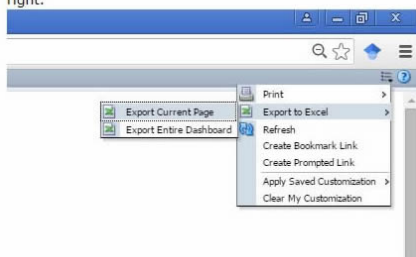 right.
Print
Export Current Page
Export to Excel
Export Entire Dashboard
Refresh
Create Bookmark Link
Create Prompted Link
Apply Saved Customization
Clear My Customization